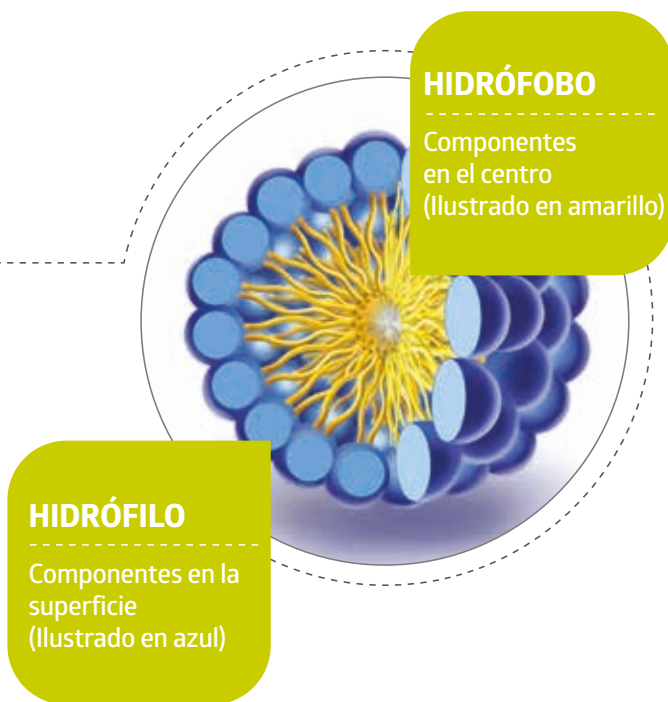 HIDRÓFOBO
Componentes
en el centro
(Ilustrado en amarillo)
HIDRÓFILO
Componentes en la
superficie
(Ilustrado en azul)